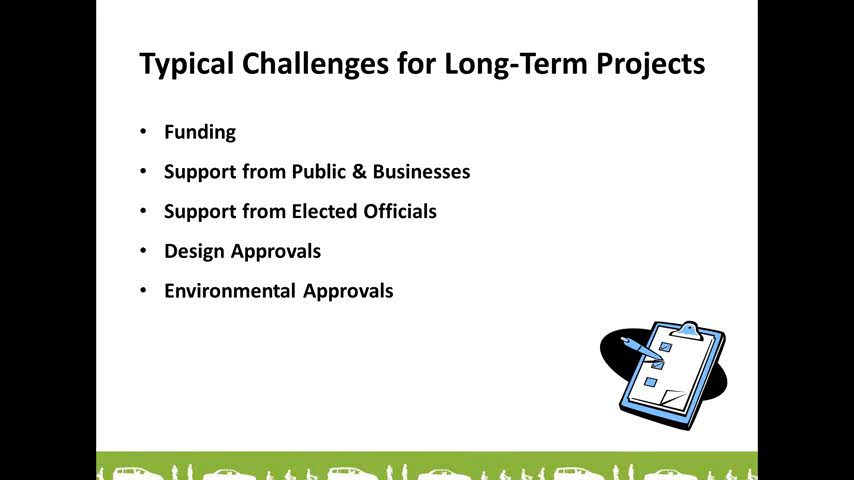 Typical Challenges for Long-Term Projects
• Funding
• Support from Public & Businesses
• Support from Elected Officials
• Design Approvals
• Environmental Approvals